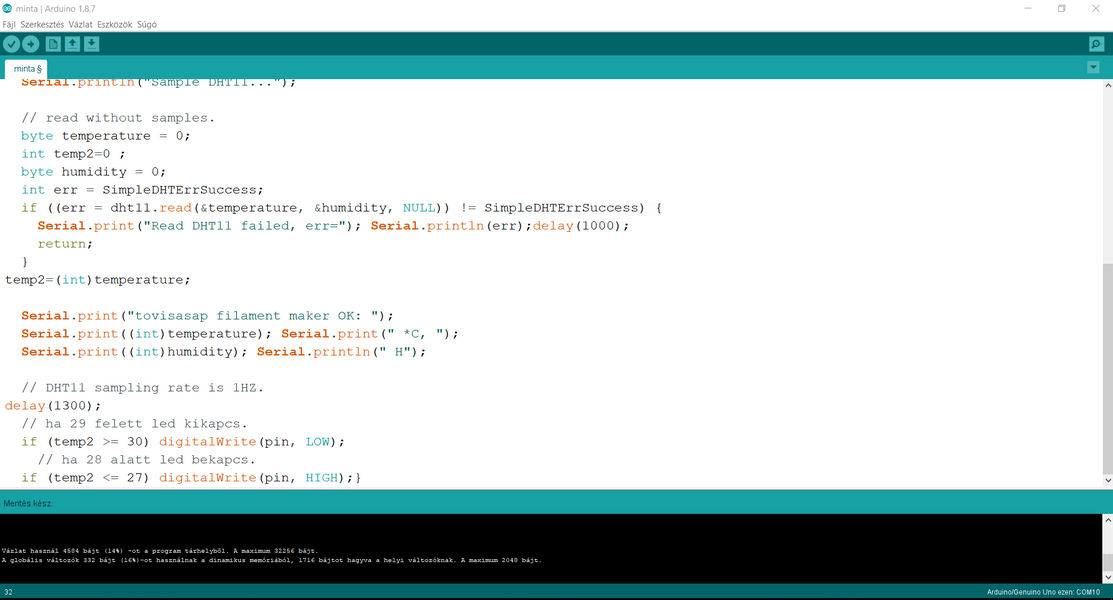 minta | Arduino 1.8.7
Fájl Szerkesztés Vázlat Eszközök Súgó
minta §
Serial.println("Sample DHT11...");
// read without samples.
byte temperature = 0;
int temp2=0 ;
byte humidity = 0;
int err = SimpleDHTErrSuccess;
if ((err = dht11.read(&temperature, &humidity, NULL)) != SimpleDHTErrSuccess) {
Serial.print("Read DHT11 failed, err="); Serial.println(err);delay(1000);
return;
}
temp2=(int)temperature;
Serial.print("tovisasap filament maker OK: ");
Serial.print((int)temperature); Serial.print(" *C, ");
Serial.print((int)humidity); Serial.println(" H");
// DHT11 sampling rate is 1HZ.
delay(1300);
// ha 29 felett led kikapcs.
if (temp2 >= 30) digitalWrite(pin, LOW);
// ha 28 alatt led bekapcs.
if (temp2 <= 27) digitalWrite(pin, HIGH);}
Mentés kész.
Vázlat használ 4584 bájt (14%) -ot a program tárhelyből. A maximum 32256 bájt.
A globális változók 332 bájt (16%)-ot használnak a dinamikus memóriából, 1716 bájtot hagyva a helyi változóknak. A maximum 2048 bájt.
32
Arduino/Genuino Uno ezen: COM10